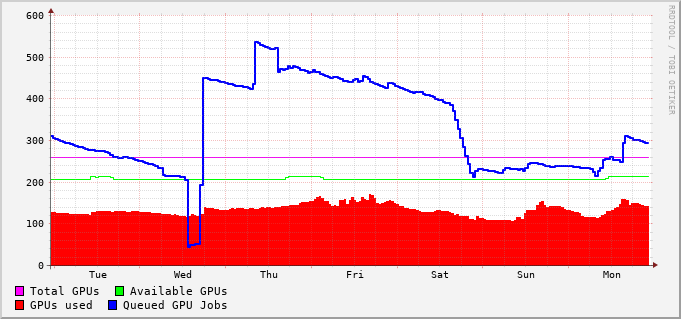 600
500
400
300
200
100
0
Tue Wed Thu Fri Sat Sun Mon
Total GPUs Available GPUs
GPUs used Queued GPU Jobs
RRDTOOL / TOBI OETIKER